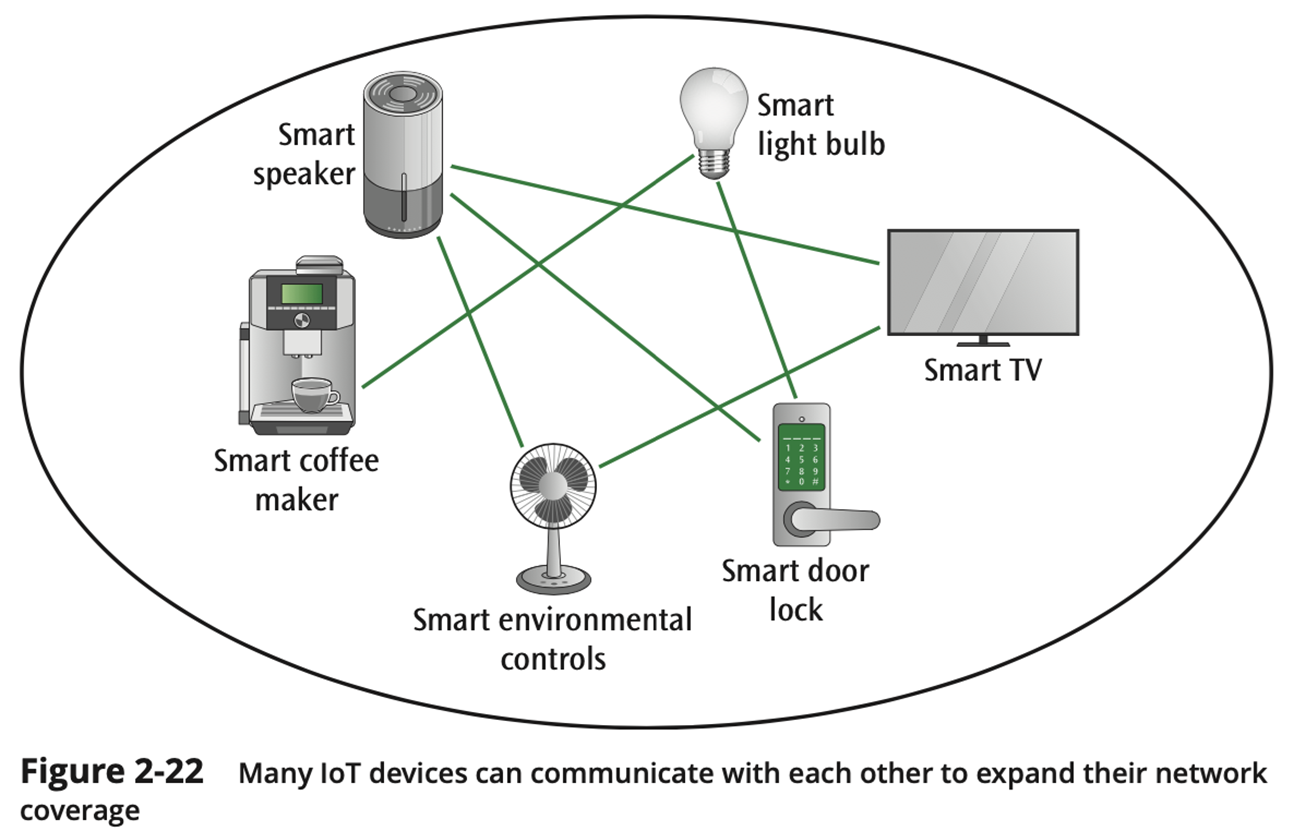 Smart
speaker
Smart
light bulb
Smart TV
Smart coffee
maker
1 2 3
4 5 6
7 8 9
* 0 #
Smart door
lock
Smart environmental
controls
Figure 2-22 Many IoT devices can communicate with each other to expand their network
coverage